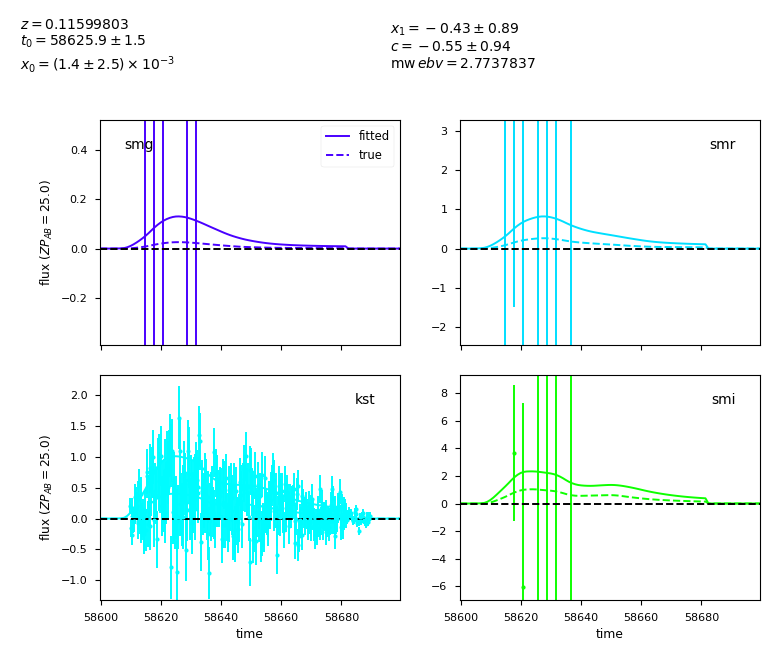 z = 0.11599803
t₀ = 58625.9 ± 1.5
x₀ = (1.4 ± 2.5) × 10⁻³
x₁ = −0.43 ± 0.89
c = −0.55 ± 0.94
mw ebv = 2.7737837
smg
fitted
true
0.4
0.2
0.0
−0.2
flux (ZP_AB = 25.0)
smr
3
2
1
0
−1
−2
kst
2.0
1.5
1.0
0.5
0.0
−0.5
−1.0
flux (ZP_AB = 25.0)
58600 58620 58640 58660 58680
time
smi
8
6
4
2
0
−2
−4
−6
58600 58620 58640 58660 58680
time